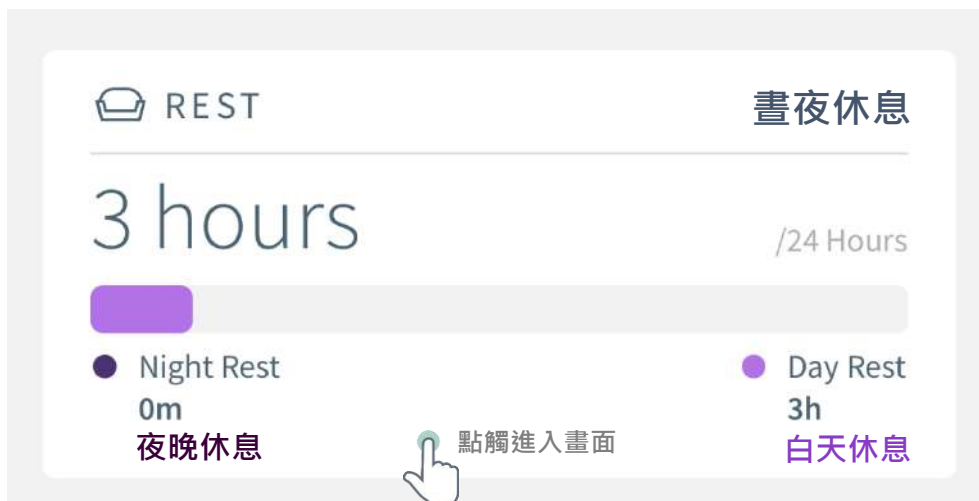 REST
晝夜休息
3 hours
/24 Hours
Night Rest
0m
夜晚休息
Day Rest
3h
白天休息
點觸進入畫面